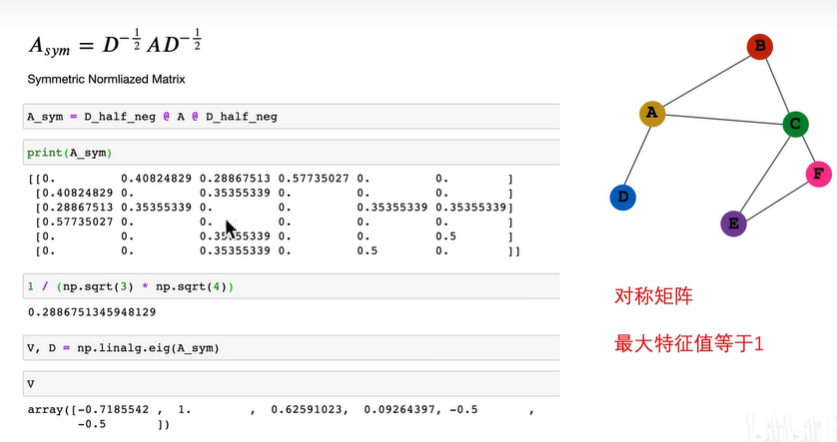 A_sym = D^{-\frac{1}{2}} A D^{-\frac{1}{2}}
Symmetric Normliazed Matrix
A_sym = D_half_neg @ A @ D_half_neg
print(A_sym)
[[0. 0.40824829 0.28867513 0.57735027 0. 0. ]
[0.40824829 0. 0.35355339 0. 0. 0. ]
[0.28867513 0.35355339 0. 0. 0.35355339 0.35355339]
[0.57735027 0. 0. 0. 0. 0. ]
[0. 0. 0.35355339 0. 0. 0.5 ]
[0. 0. 0.35355339 0. 0.5 0. ]]
1 / (np.sqrt(3) * np.sqrt(4))
0.2886751345948129
V, D = np.linalg.eig(A_sym)
V
array([-0.7185542 , 1. , 0.62591023, 0.09264397, -0.5 ,
-0.5 ])
B
A
C
F
D
E
对称矩阵
最大特征值等于1